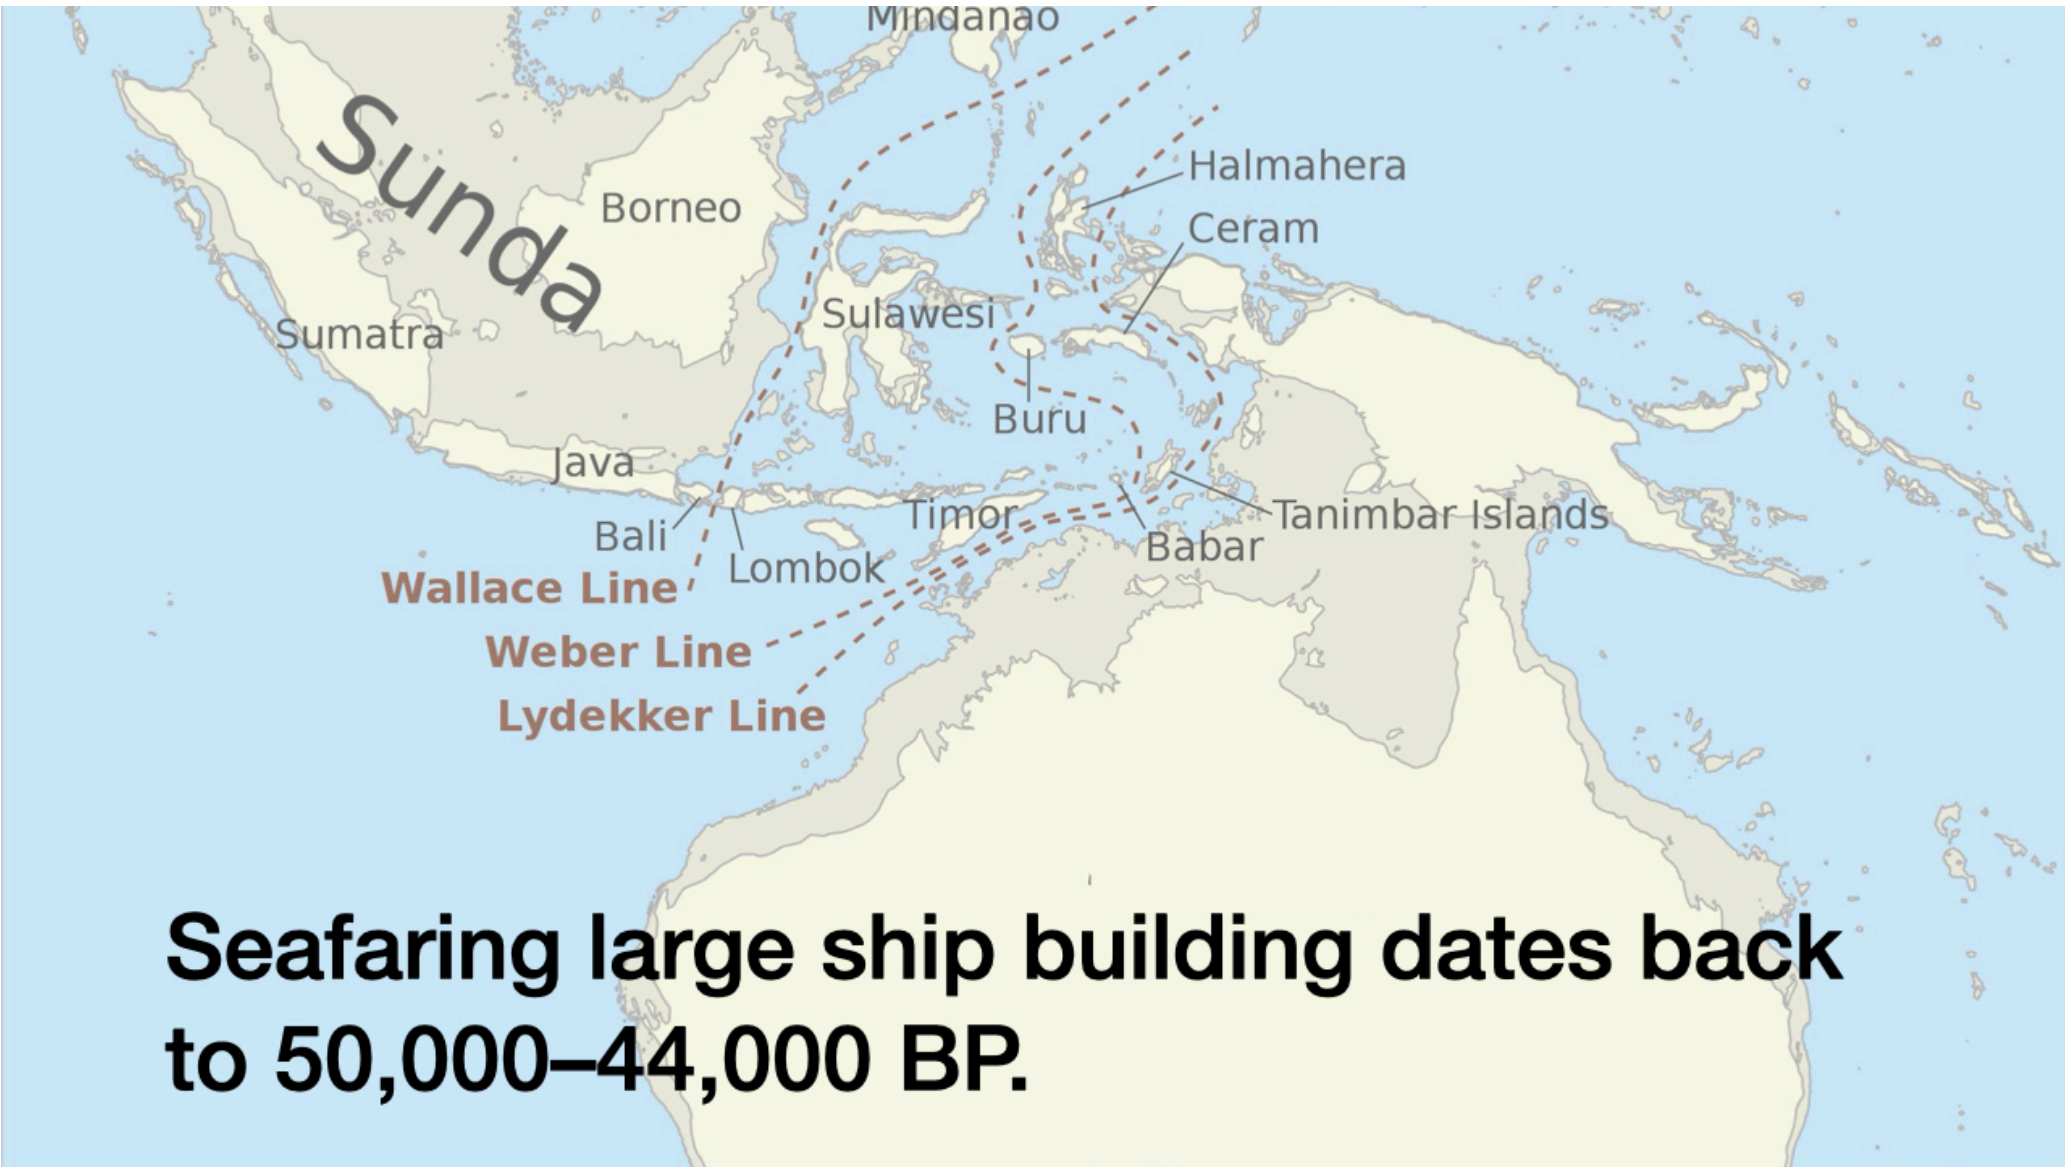 Mindanao
Sunda
Halmahera
Borneo
Ceram
Sulawesi
Sumatra
Buru
Java
Timor
Tanimbar Islands
Bali
Babar
Lombok
Wallace Line
Weber Line
Lydekker Line
Seafaring large ship building dates back
to 50,000–44,000 BP.